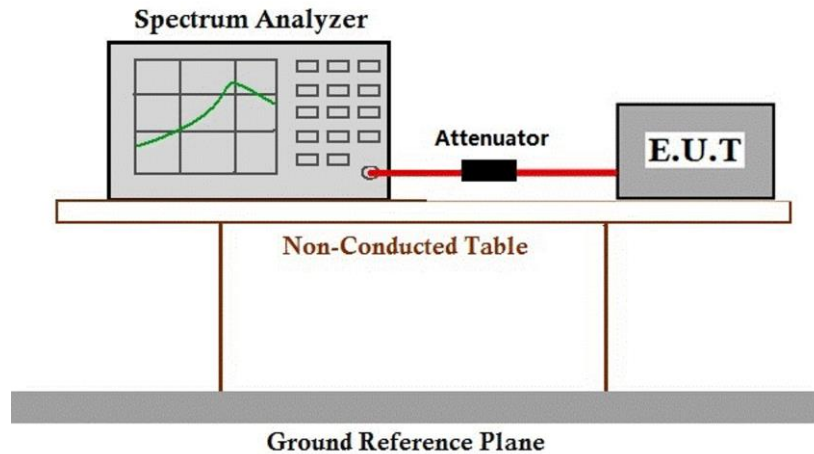 Spectrum Analyzer
Attenuator
E.U.T
Non-Conducted Table
Ground Reference Plane